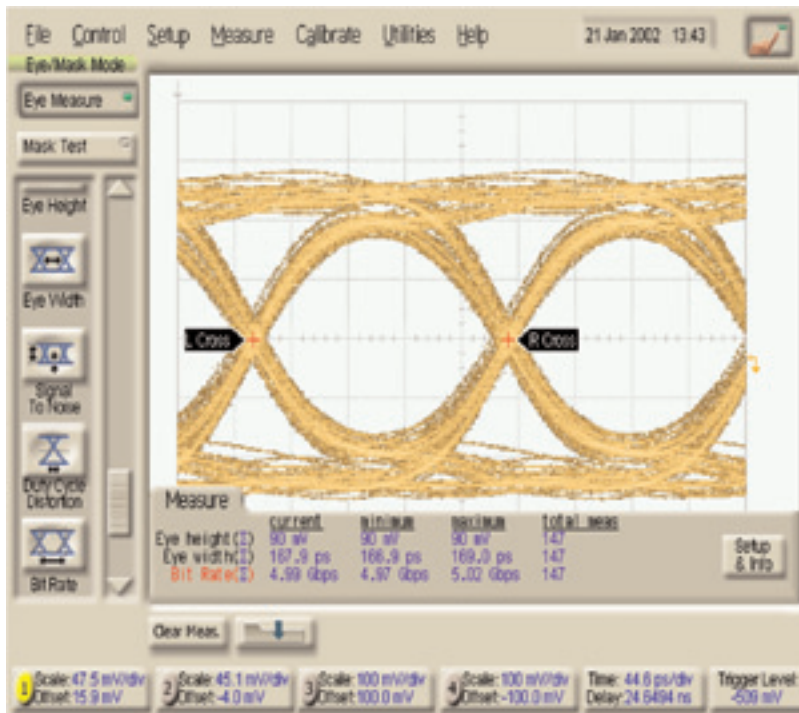 File Control Setup Measure Calibrate Utilities Help 21 Jan 2002 13:43
Eye/Mask Mode
Eye Measure
Mask Test
Eye Height
Eye Width
Signal
To Noise
Duty Cycle
Distortion
Bit Rate
L Cross
R Cross
Measure
current minimum maximum total meas
Eye height(1) 90 mV 90 mV 90 mV 147
Eye width(1) 167.9 ps 166.9 ps 169.0 ps 147
Bit Rate(1) 4.99 Gbps 4.97 Gbps 5.02 Gbps 147
Setup
& Info
Clear Meas.
1 Scale: 47.5 mV/div
Offset: 15.9 mV
2 Scale: 45.1 mV/div
Offset: -4.0 mV
3 Scale: 100 mV/div
Offset: 100.0 mV
4 Scale: 100 mV/div
Offset: -100.0 mV
Time: 44.6 ps/div
Delay: 24.6494 ns
Trigger Level:
-509 mV